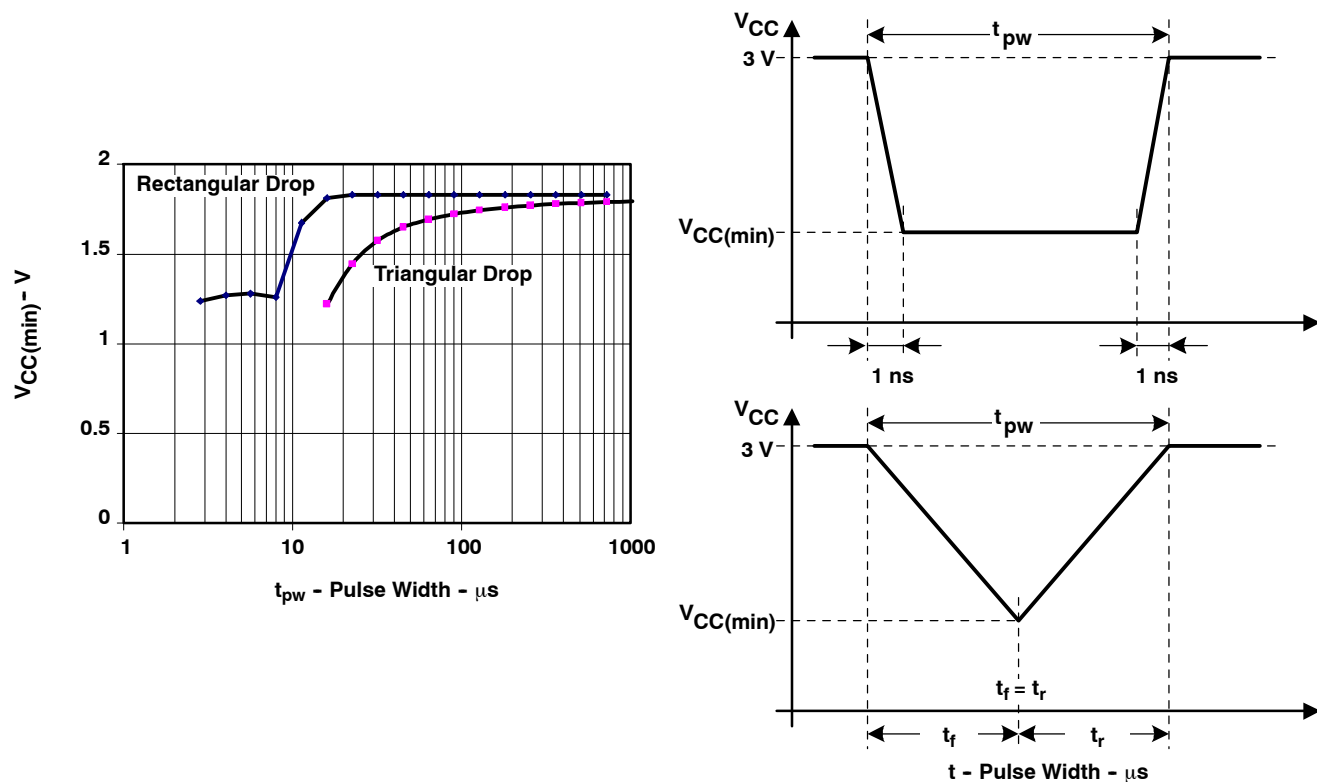 2
1.5
1
0.5
0
VCC(min) − V
Rectangular Drop
Triangular Drop
1
10
100
1000
tpw − Pulse Width − μs
VCC
3 V
tpw
VCC(min)
1 ns
1 ns
VCC
3 V
tpw
VCC(min)
tf = tr
tf
tr
t − Pulse Width − μs